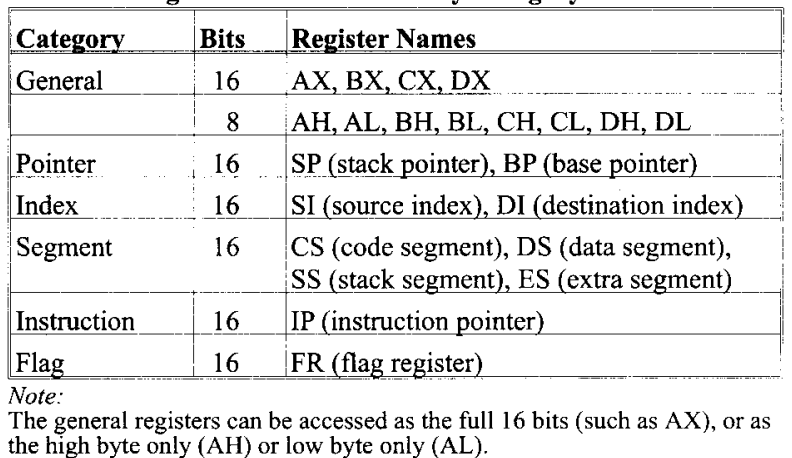 Category Bits Register Names
General 16 AX, BX, CX, DX
8 AH, AL, BH, BL, CH, CL, DH, DL
Pointer 16 SP (stack pointer), BP (base pointer)
Index 16 SI (source index), DI (destination index)
Segment 16 CS (code segment), DS (data segment),
SS (stack segment), ES (extra segment)
Instruction 16 IP (instruction pointer)
Flag 16 FR (flag register)
Note:
The general registers can be accessed as the full 16 bits (such as AX), or as
the high byte only (AH) or low byte only (AL).